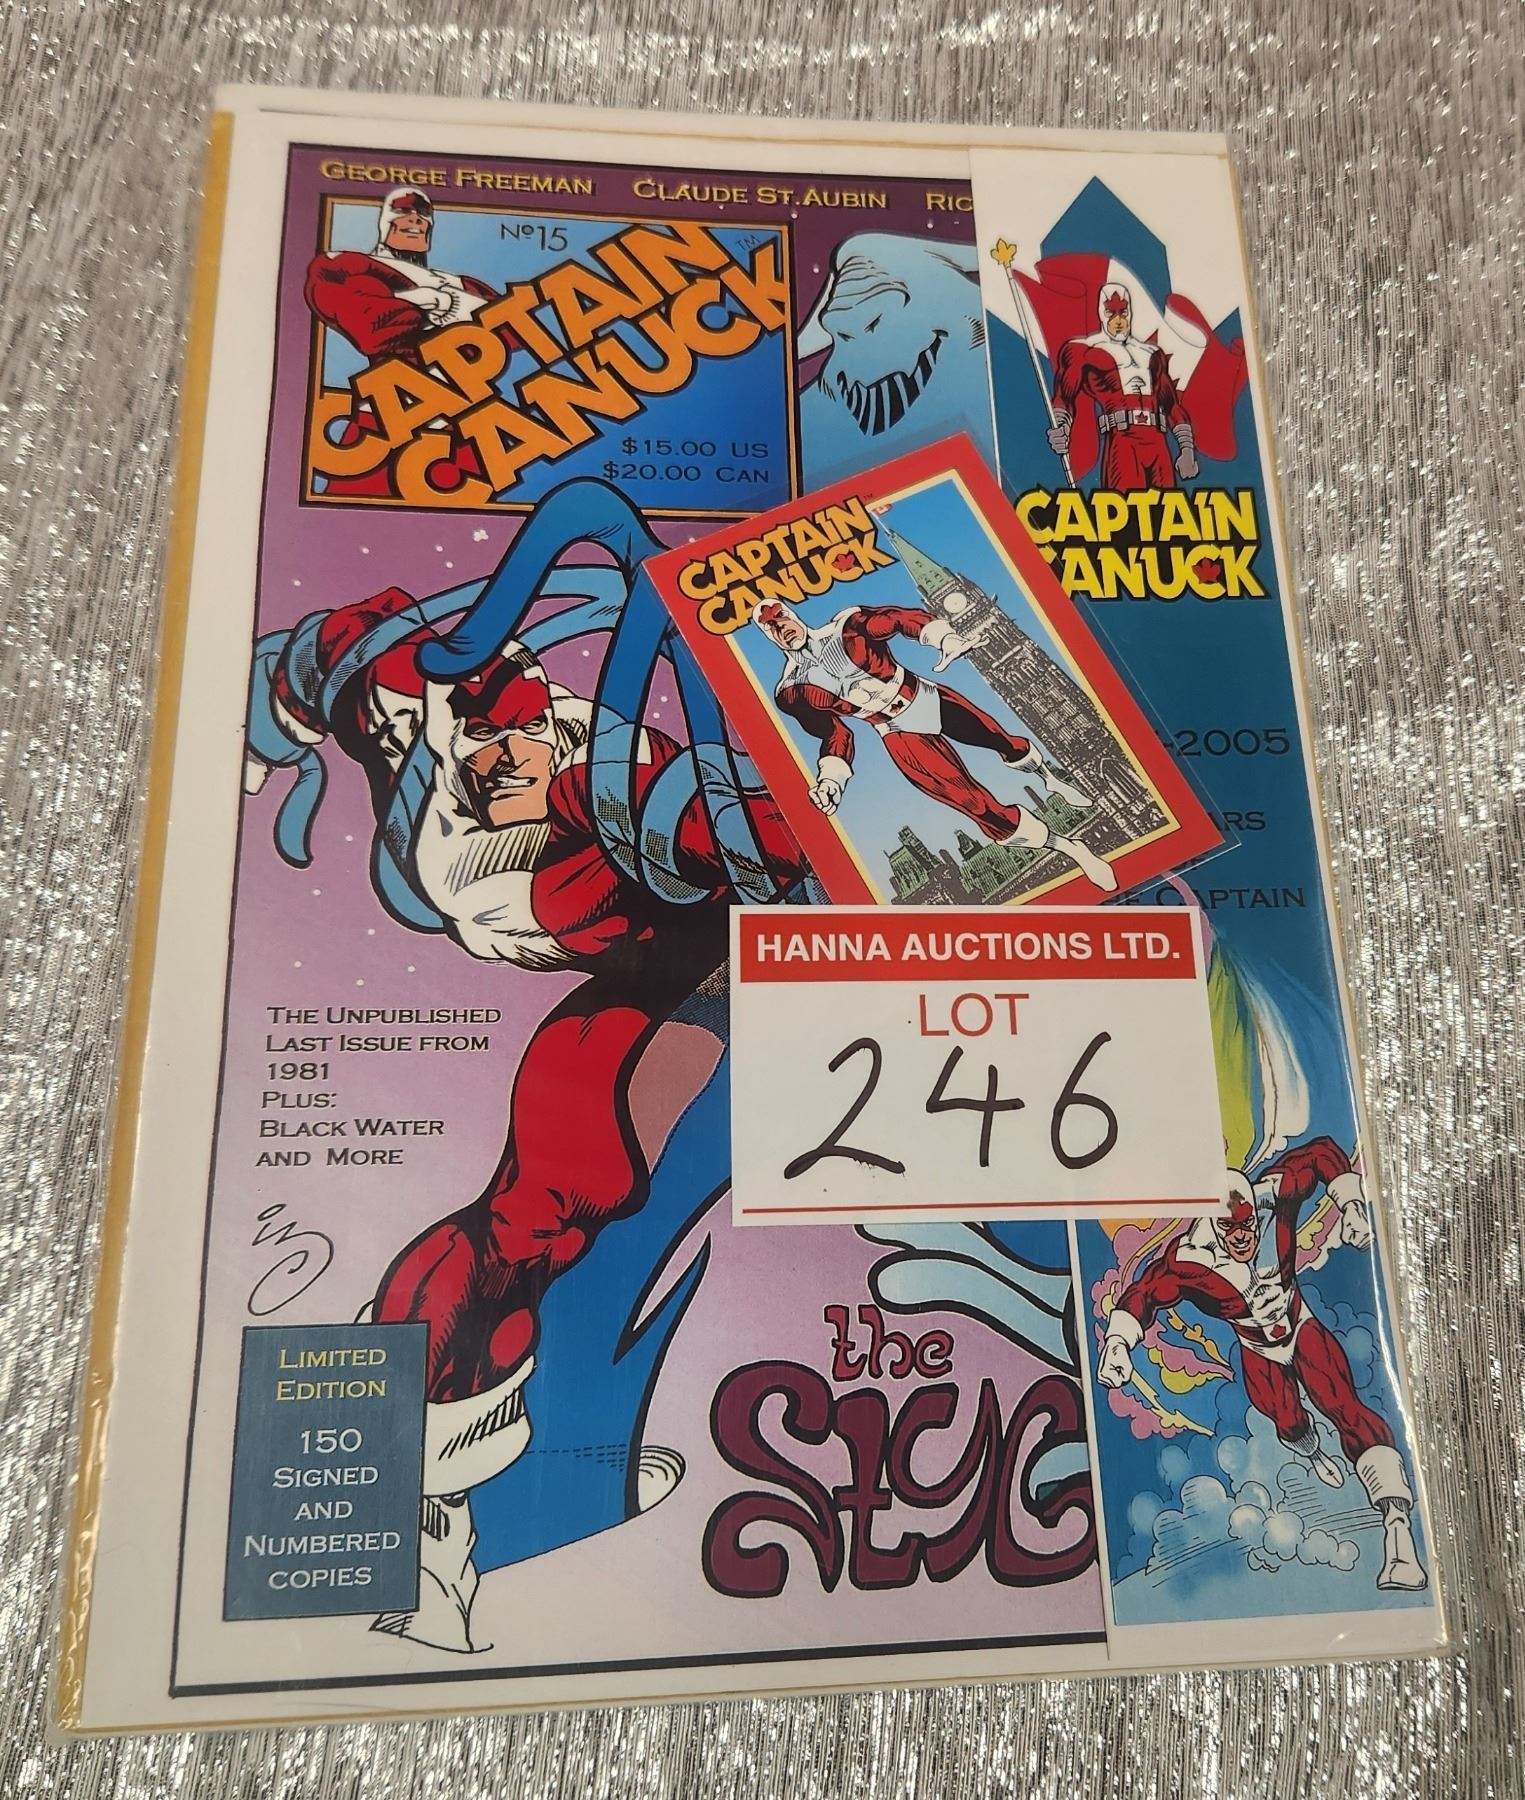 GEORGE FREEMAN CLAUDE ST. AUBIN
Nº15
CAPTAIN
CANUCK
TM
$15.00 US
$20.00 CAN
CAPTAIN
CANUCK
CAPTAIN
CANUCK
2005
CAPTAIN
HANNA AUCTIONS LTD.
LOT
246
THE UNPUBLISHED
LAST ISSUE FROM
1981
PLUS:
BLACK WATER
AND MORE
LIMITED
EDITION
150
SIGNED
AND
NUMBERED
COPIES
the